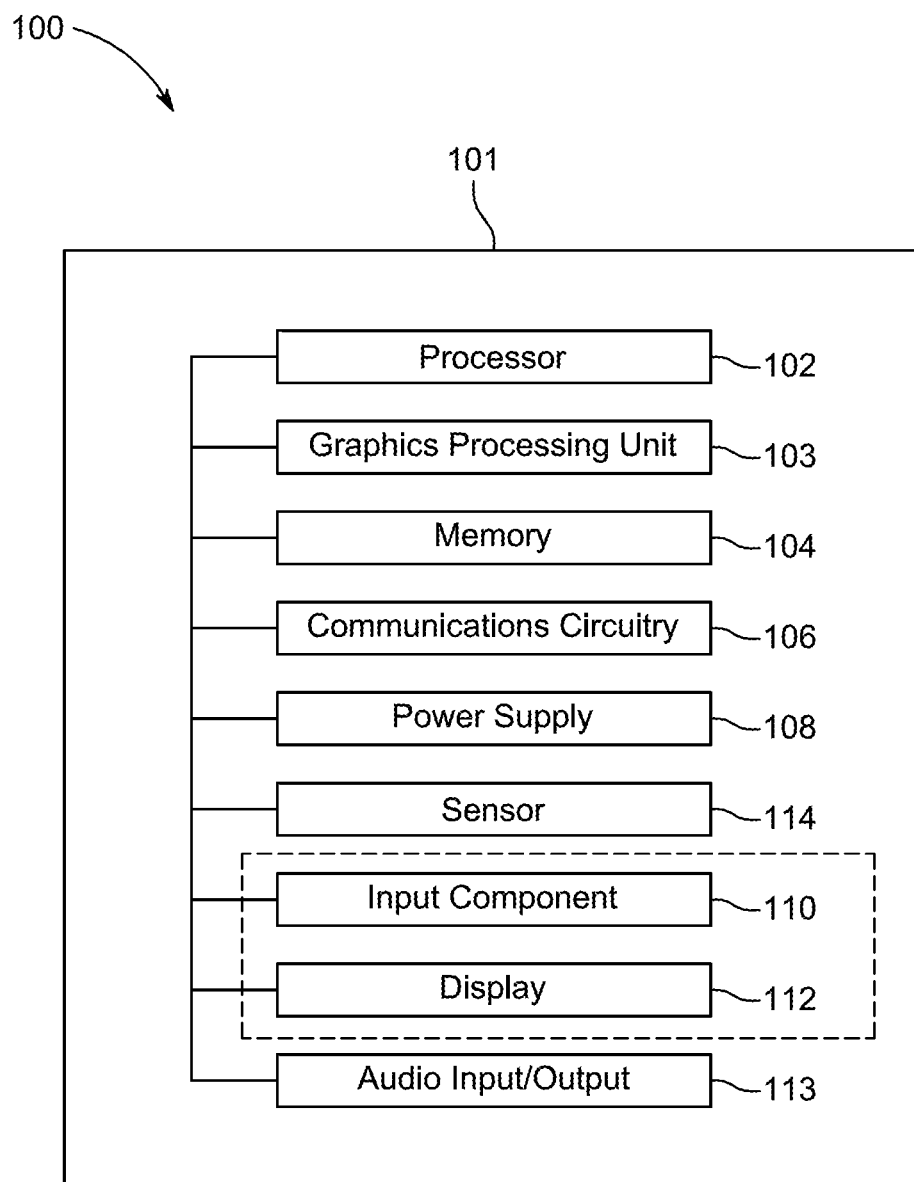 100
101
Processor 102
Graphics Processing Unit 103
Memory 104
Communications Circuitry 106
Power Supply 108
Sensor 114
Input Component 110
Display 112
Audio Input/Output 113